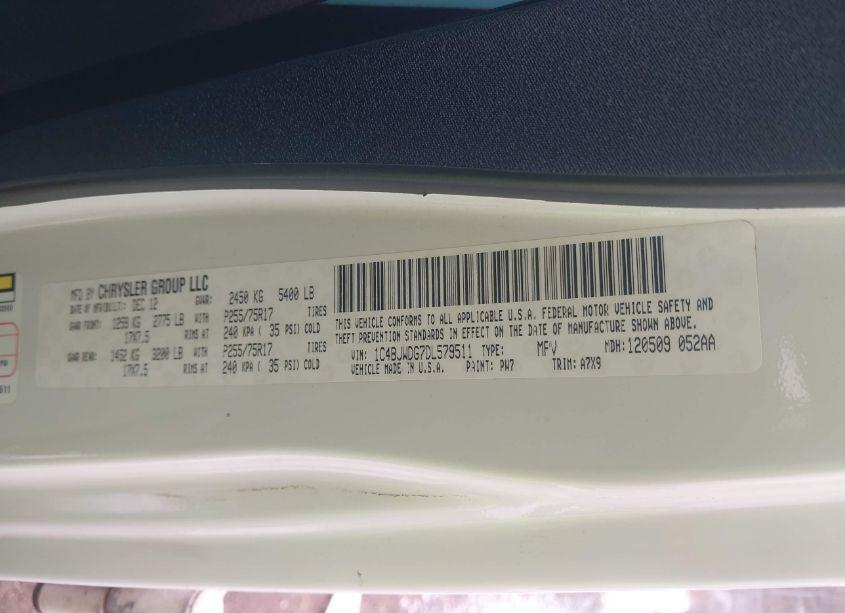 MFD BY CHRYSLER GROUP LLC
DATE OF MFR/BUILT: DEC 12 GVWR: 2450 KG 5400 LB
GAWR FRONT: 1259 KG 2775 LB WITH P255/75R17 TIRES
17X7.5 RIMS AT 240 KPA ( 35 PSI) COLD
GAWR REAR: 1452 KG 3200 LB WITH P255/75R17 TIRES
17X7.5 RIMS AT 240 KPA ( 35 PSI) COLD
THIS VEHICLE CONFORMS TO ALL APPLICABLE U.S.A. FEDERAL MOTOR VEHICLE SAFETY AND
THEFT PREVENTION STANDARDS IN EFFECT ON THE DATE OF MANUFACTURE SHOWN ABOVE.
VIN: 1C4BJWDG7DL579511 TYPE: MPV MDH: 120509 052AA
VEHICLE MADE IN U.S.A. PAINT: PW7 TRIM: A7X9